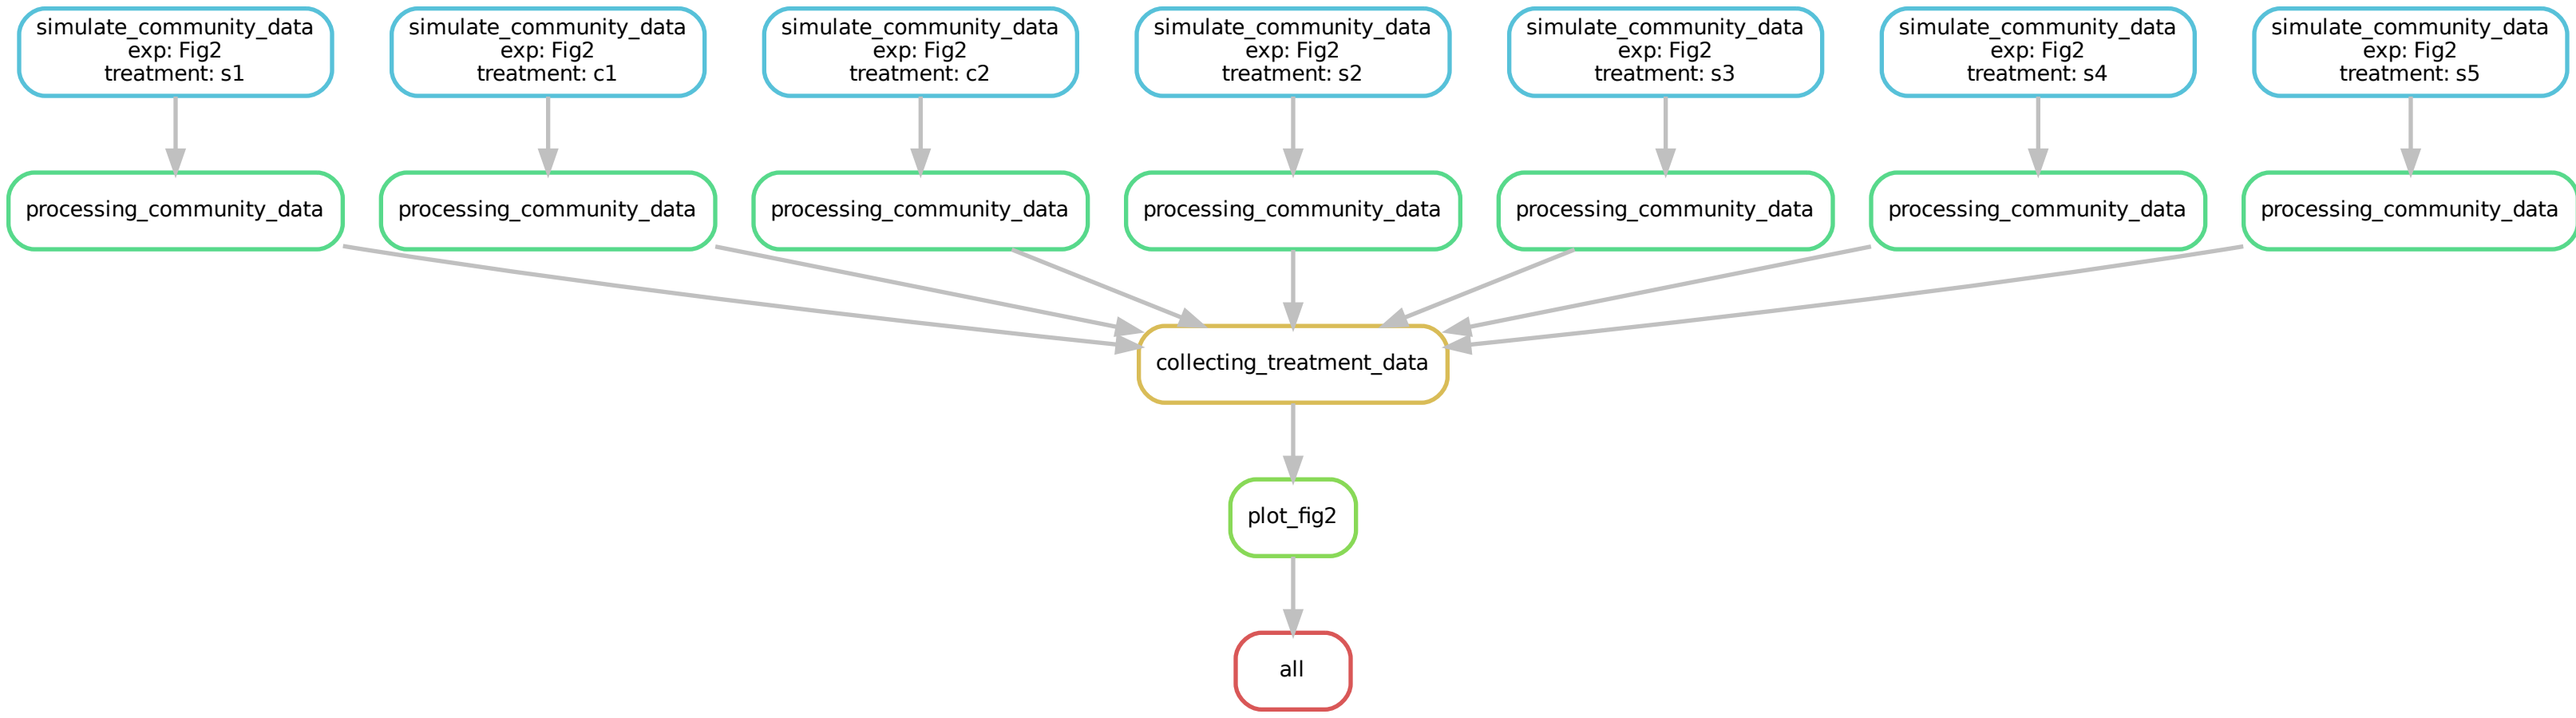 simulate_community_data
exp: Fig2
treatment: s1
simulate_community_data
exp: Fig2
treatment: c1
simulate_community_data
exp: Fig2
treatment: c2
simulate_community_data
exp: Fig2
treatment: s2
simulate_community_data
exp: Fig2
treatment: s3
simulate_community_data
exp: Fig2
treatment: s4
simulate_community_data
exp: Fig2
treatment: s5
processing_community_data
processing_community_data
processing_community_data
processing_community_data
processing_community_data
processing_community_data
processing_community_data
collecting_treatment_data
plot_fig2
all